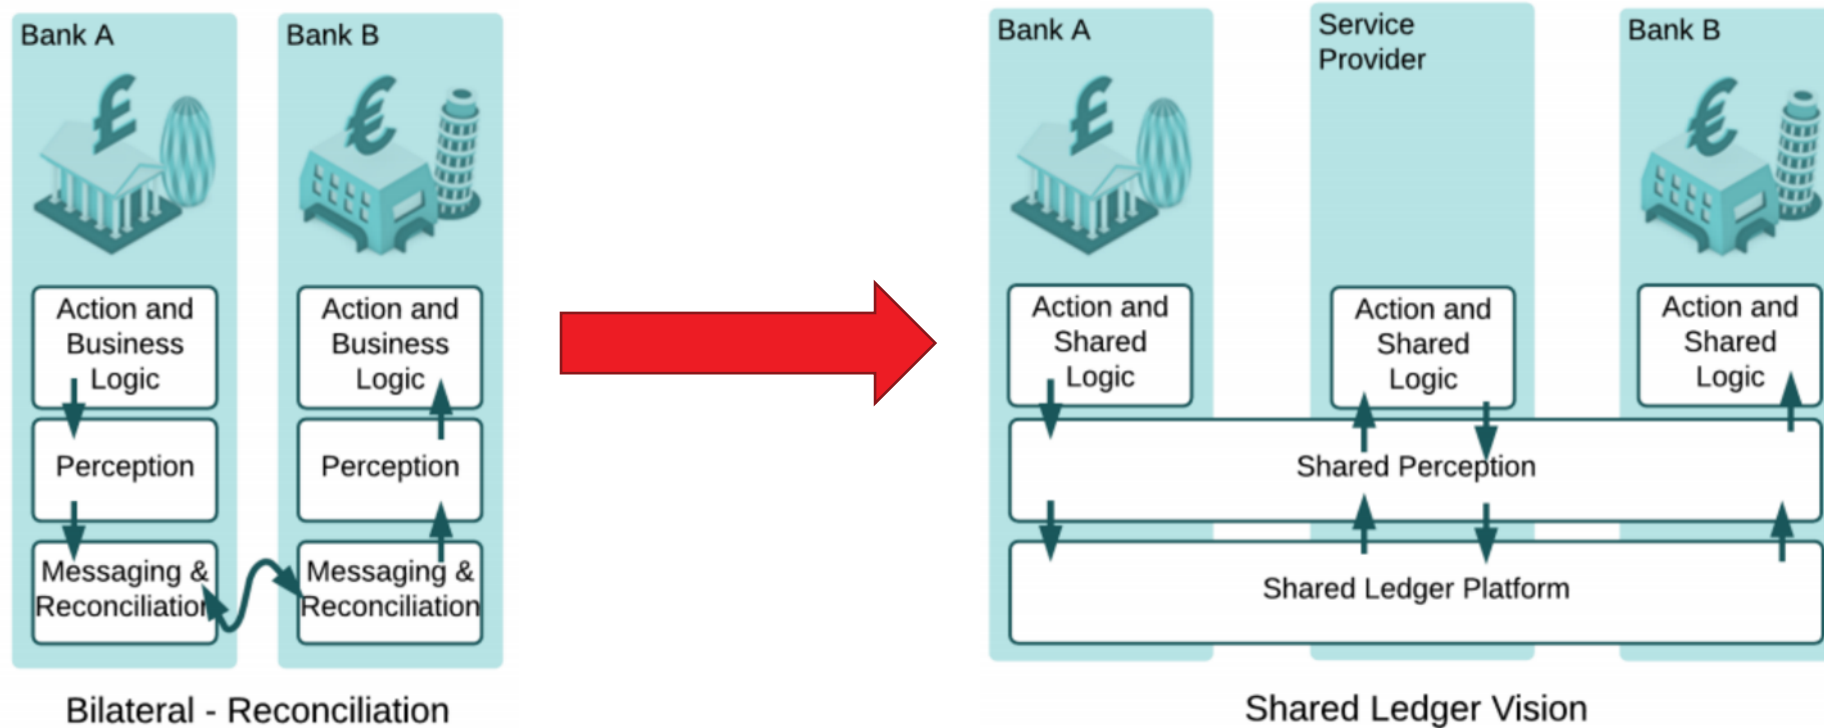 Bank A
£
Action and
Business
Logic
Perception
Messaging &
Reconciliation
Bank B
€
Action and
Business
Logic
Perception
Messaging &
Reconciliation
Bilateral - Reconciliation
Bank A
£
Action and
Shared
Logic
Service
Provider
Action and
Shared
Logic
Bank B
€
Action and
Shared
Logic
Shared Perception
Shared Ledger Platform
Shared Ledger Vision